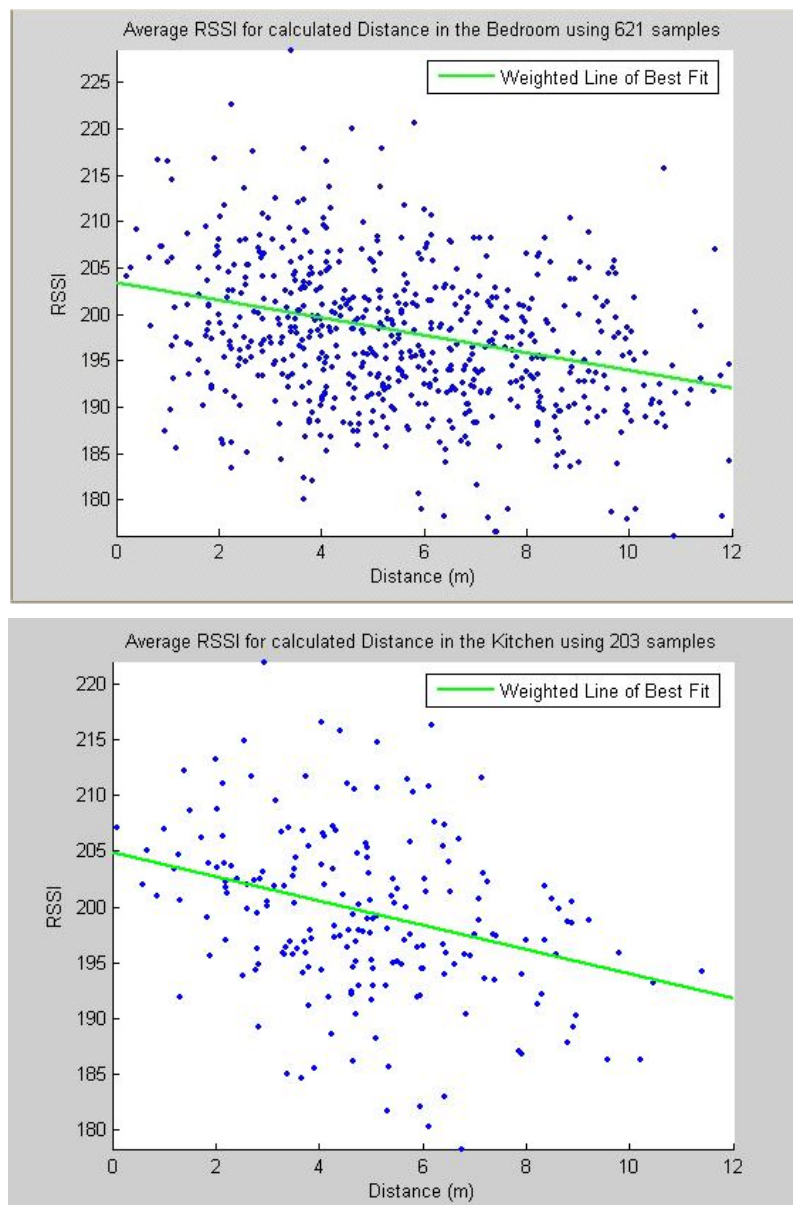 Average RSSI for calculated Distance in the Bedroom using 621 samples
Weighted Line of Best Fit
RSSI
225
220
215
210
205
200
195
190
185
180
0 2 4 6 8 10 12
Distance (m)
Average RSSI for calculated Distance in the Kitchen using 203 samples
Weighted Line of Best Fit
RSSI
220
215
210
205
200
195
190
185
180
0 2 4 6 8 10 12
Distance (m)